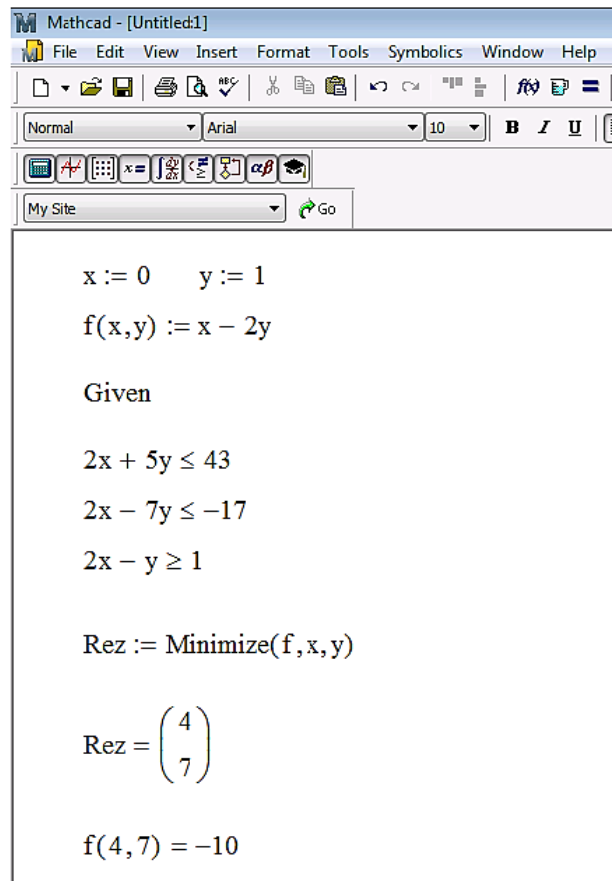 Mathcad - [Untitled:1]
File Edit View Insert Format Tools Symbolics Window Help
Normal Arial 10 B I U
My Site Go
x := 0 y := 1
f(x,y) := x − 2y
Given
2x + 5y ≤ 43
2x − 7y ≤ −17
2x − y ≥ 1
Rez := Minimize(f,x,y)
Rez = (4
7)
f(4,7) = −10